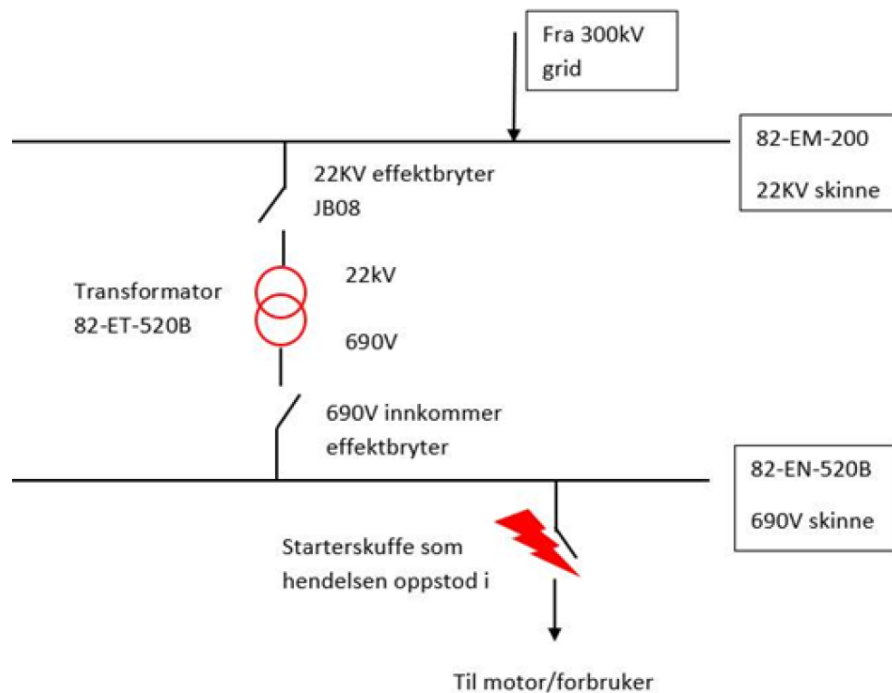 Fra 300kV
grid
82-EM-200
22KV skinne
22KV effektbryter
JB08
Transformator
82-ET-520B
22kV
690V
690V innkommer
effektbryter
82-EN-520B
690V skinne
Starterskuffe som
hendelsen oppstod i
Til motor/forbruker